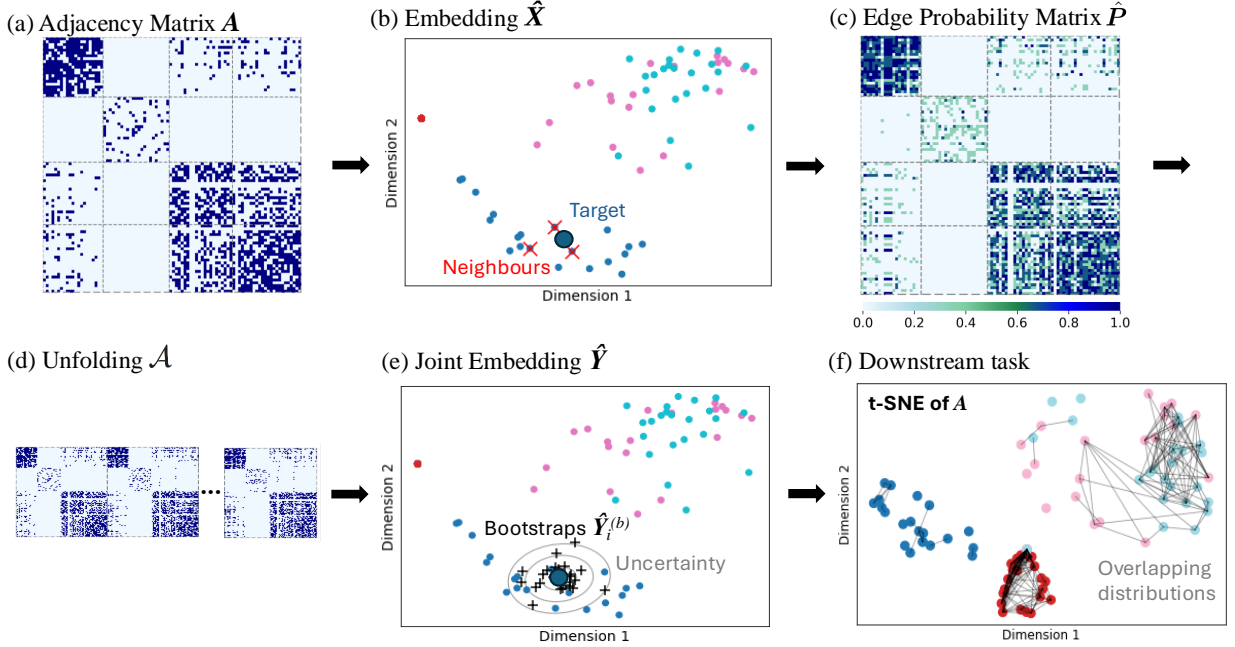 (a) Adjacency Matrix A
(b) Embedding X̂
(c) Edge Probability Matrix P̂
Dimension 2
Target
Neighbours
Dimension 1
0.0 0.2 0.4 0.6 0.8 1.0
(d) Unfolding 𝒜
(e) Joint Embedding Ŷ
(f) Downstream task
...
Dimension 2
Bootstraps Ŷᵢ⁽ᵇ⁾
Uncertainty
Dimension 1
t-SNE of A
Dimension 2
Overlapping
distributions
Dimension 1